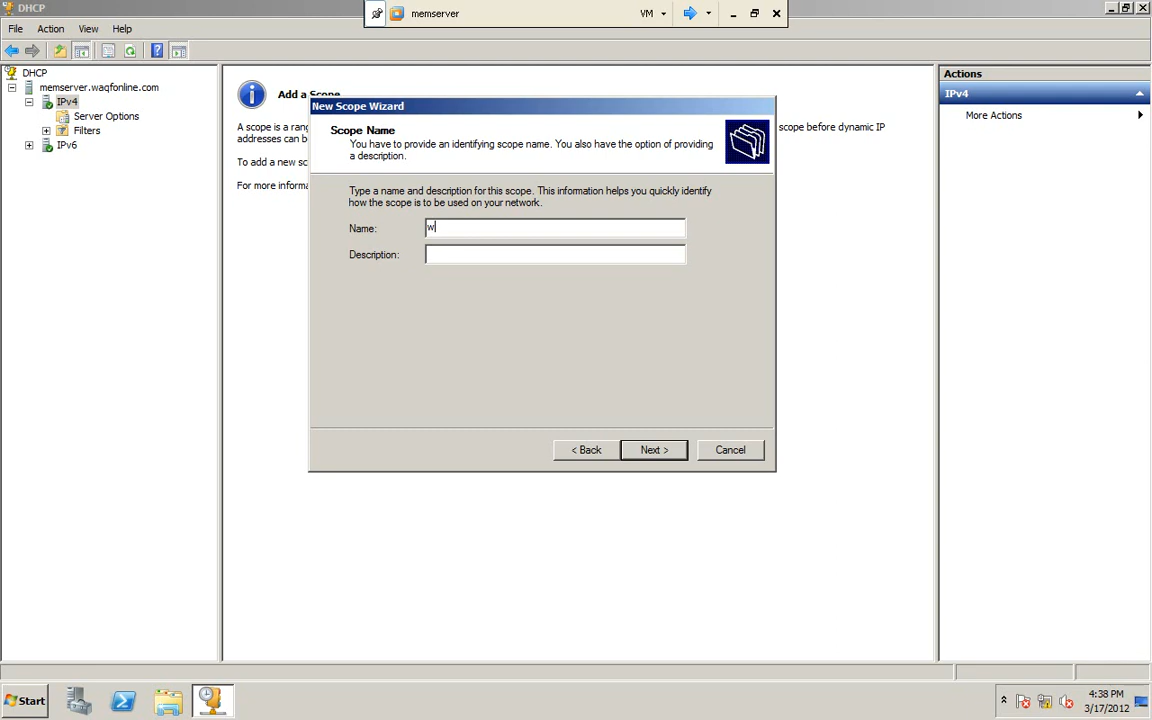 DHCP
memserver
VM
File Action View Help
DHCP
memserver.waqfonline.com
IPv4
Server Options
Filters
IPv6
Add a Scope
A scope is a ran
scope before dynamic IP
addresses can b
To add a new sc
For more informa
New Scope Wizard
Scope Name
You have to provide an identifying scope name. You also have the option of providing
a description.
Type a name and description for this scope. This information helps you quickly identify
how the scope is to be used on your network.
Name: w
Description:
< Back Next > Cancel
Actions
IPv4
More Actions
Start
4:38 PM
3/17/2012